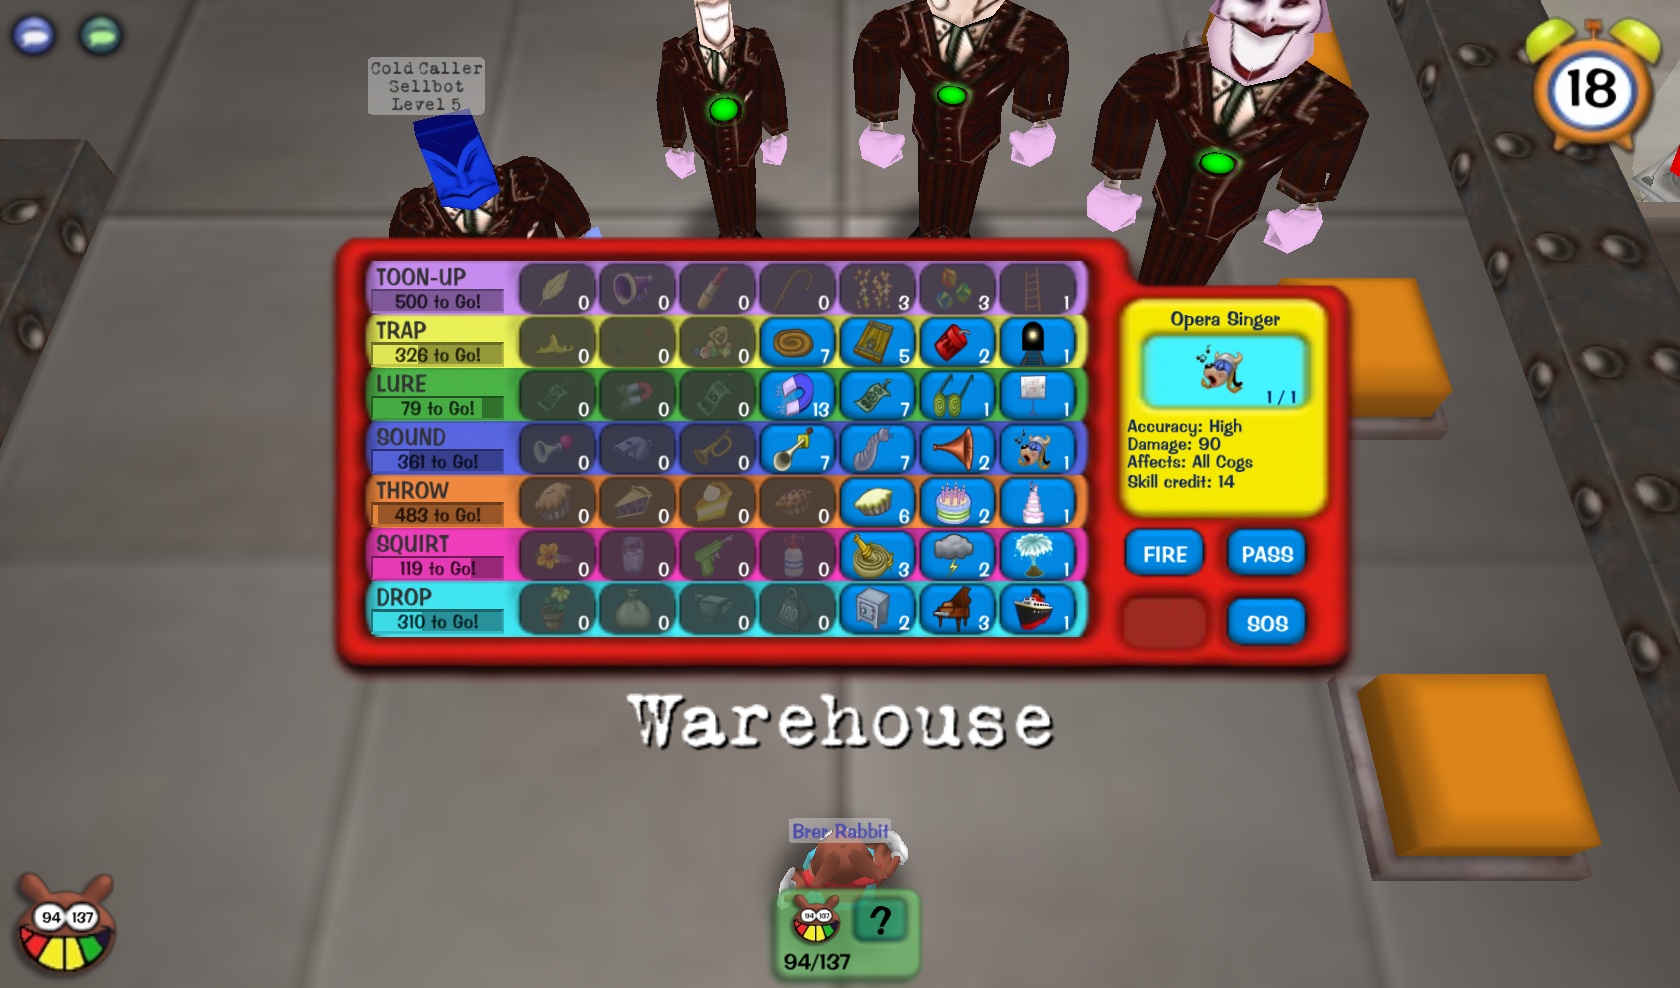 Cold Caller
Sellbot
Level 5
18
TOON-UP
500 to Go!
0 0 0 0 3 3 1
TRAP
326 to Go!
0 0 0 7 5 2 1
LURE
79 to Go!
0 0 0 13 7 1 1
SOUND
361 to Go!
0 0 0 7 7 2 1
THROW
483 to Go!
0 0 0 0 6 2 1
SQUIRT
119 to Go!
0 0 0 0 3 2 1
DROP
310 to Go!
0 0 0 0 2 3 1
Opera Singer
1 / 1
Accuracy: High
Damage: 90
Affects: All Cogs
Skill credit: 14
FIRE
PASS
SOS
Warehouse
Brer Rabbit
94 137
94 137
?
94/137